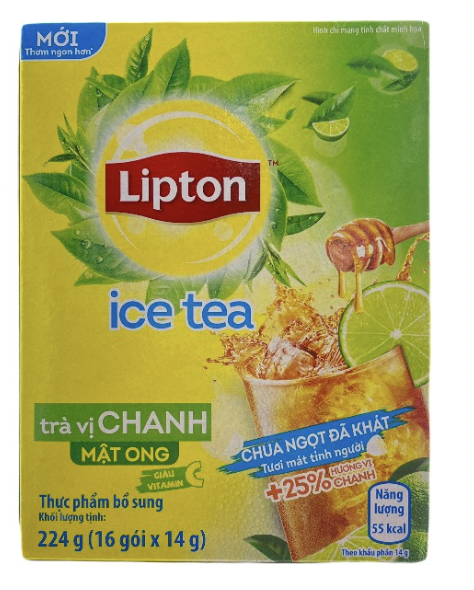 MỚI
Thơm ngon hơn*
Hình chỉ mang tính chất minh họa
Lipton
TM
ice tea
trà vị CHANH
MẬT ONG
GIÀU
VITAMIN C
CHUA NGỌT ĐÃ KHÁT
Tươi mát tỉnh người
+25% HƯƠNG VỊ
CHANH
Thực phẩm bổ sung
Khối lượng tịnh:
224 g (16 gói x 14 g)
Năng
lượng
55 kcal
Theo khẩu phần 14 g